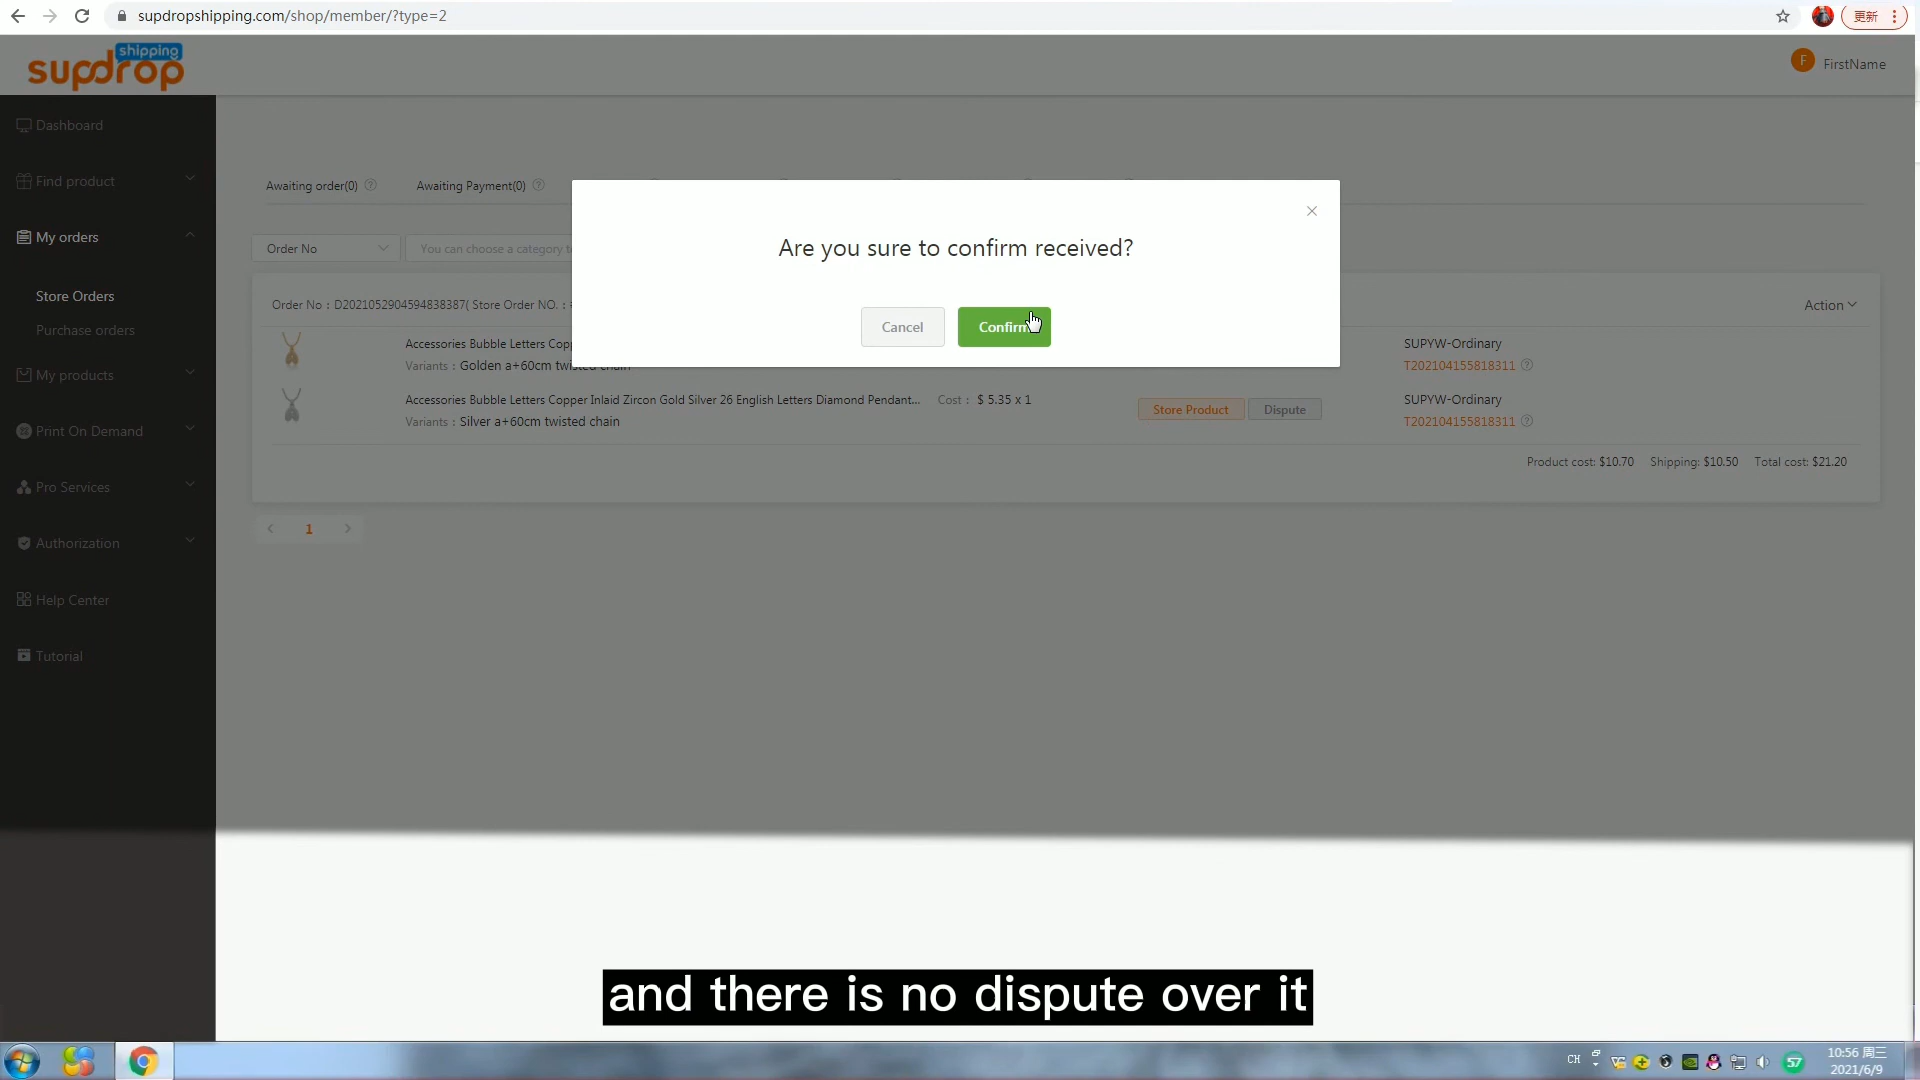 supdropshipping.com/shop/member/?type=2
更新
shipping
supdrop
F FirstName
Dashboard
Find product
My orders
Store Orders
Purchase orders
My products
Print On Demand
Pro Services
Authorization
Help Center
Tutorial
Awaiting order(0)
Awaiting Payment(0)
Order No
You can choose a category
Are you sure to confirm received?
Cancel
Confirm
Order No : D2021052904594838387( Store Order NO. :
Action
Accessories Bubble Letters
Variants : Golden a+60cm twisted chain
SUPYW-Ordinary
T202104155818311
Accessories Bubble Letters Copper Inlaid Zircon Gold Silver 26 English Letters Diamond Pendant...
Cost : $ 5.35 x 1
Variants : Silver a+60cm twisted chain
Store Product
Dispute
SUPYW-Ordinary
T202104155818311
Product cost: $10.70 Shipping: $10.50 Total cost: $21.20
1
and there is no dispute over it
CH
57
10:56 周三
2021/6/9